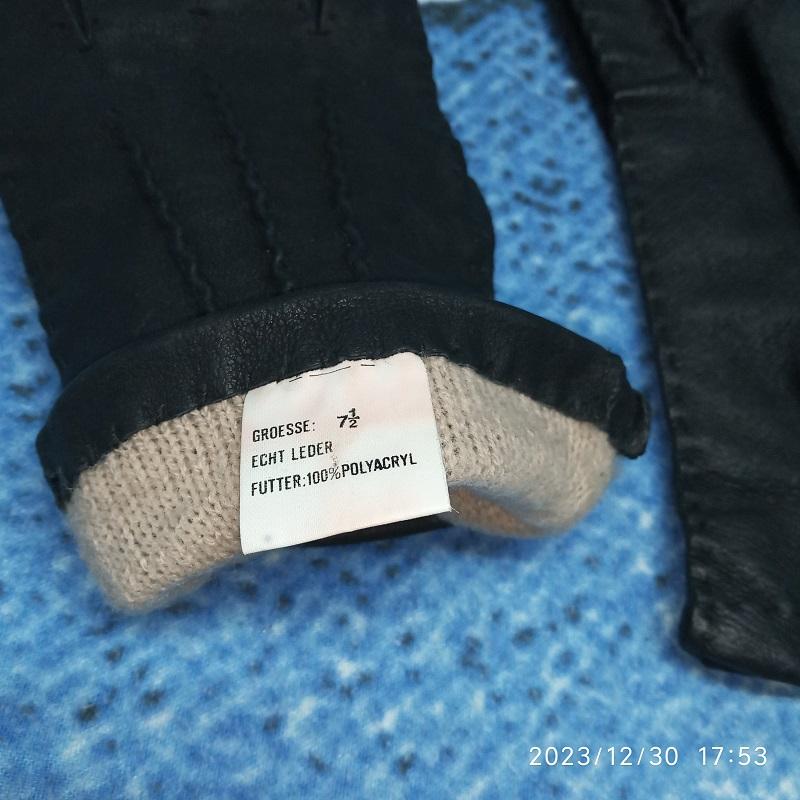 GROESSE: 7½
ECHT LEDER
FUTTER:100%POLYACRYL
2023/12/30 17:53